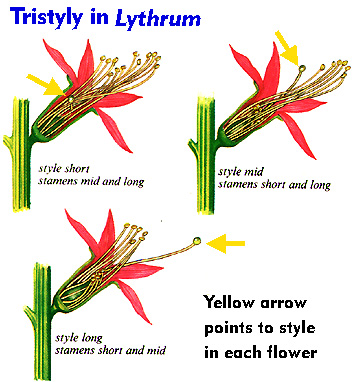 Tristyly in Lythrum
style short
stamens mid and long
style mid
stamens short and long
style long
stamens short and mid
Yellow arrow
points to style
in each flower